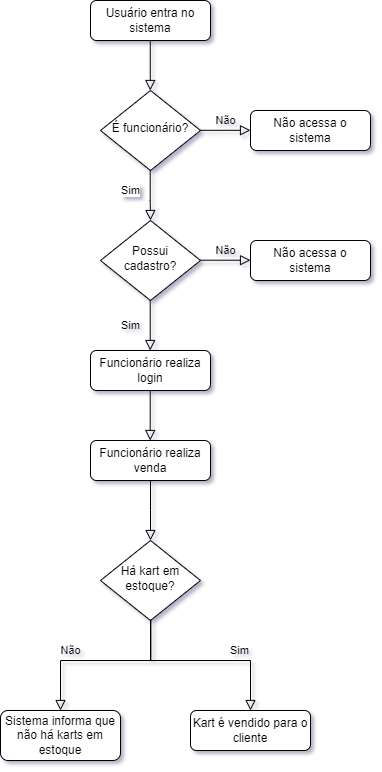 Usuário entra no
sistema
É funcionário?
Não
Não acessa o
sistema
Sim
Possui
cadastro?
Não
Não acessa o
sistema
Sim
Funcionário realiza
login
Funcionário realiza
venda
Há kart em
estoque?
Não
Sim
Sistema informa que
não há karts em
estoque
Kart é vendido para o
cliente